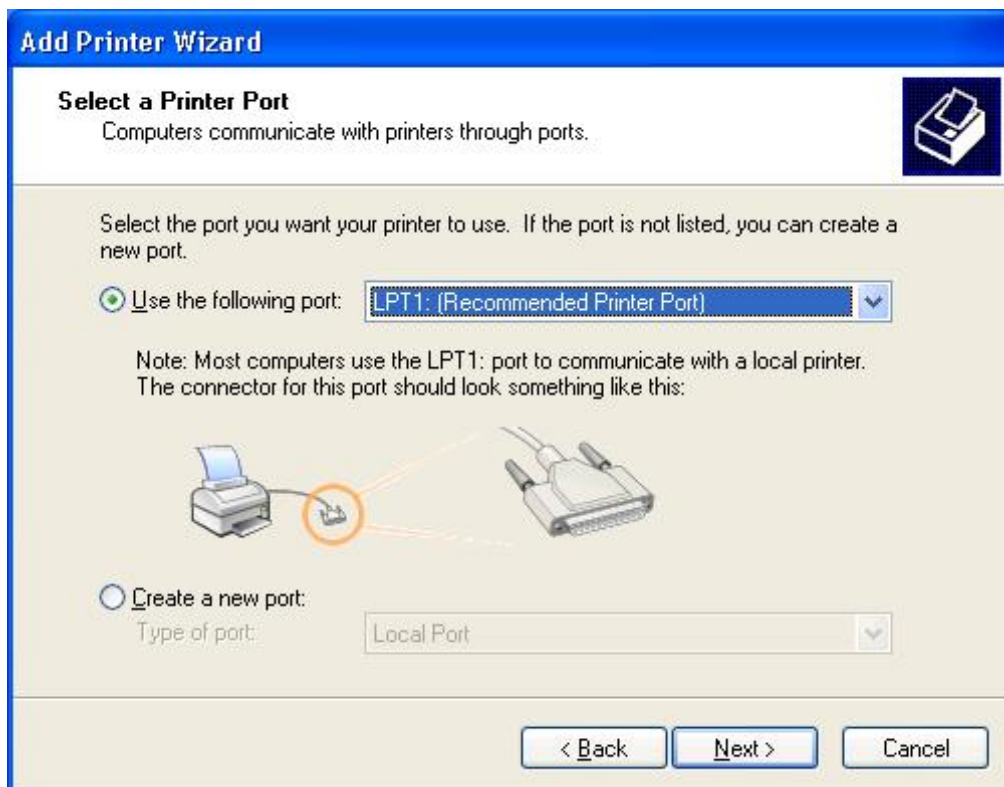 Add Printer Wizard
Select a Printer Port
Computers communicate with printers through ports.
Select the port you want your printer to use.  If the port is not listed, you can create a
new port.
Use the following port: LPT1: (Recommended Printer Port)
Note: Most computers use the LPT1: port to communicate with a local printer.
The connector for this port should look something like this:
Create a new port:
Type of port: Local Port
< Back Next > Cancel